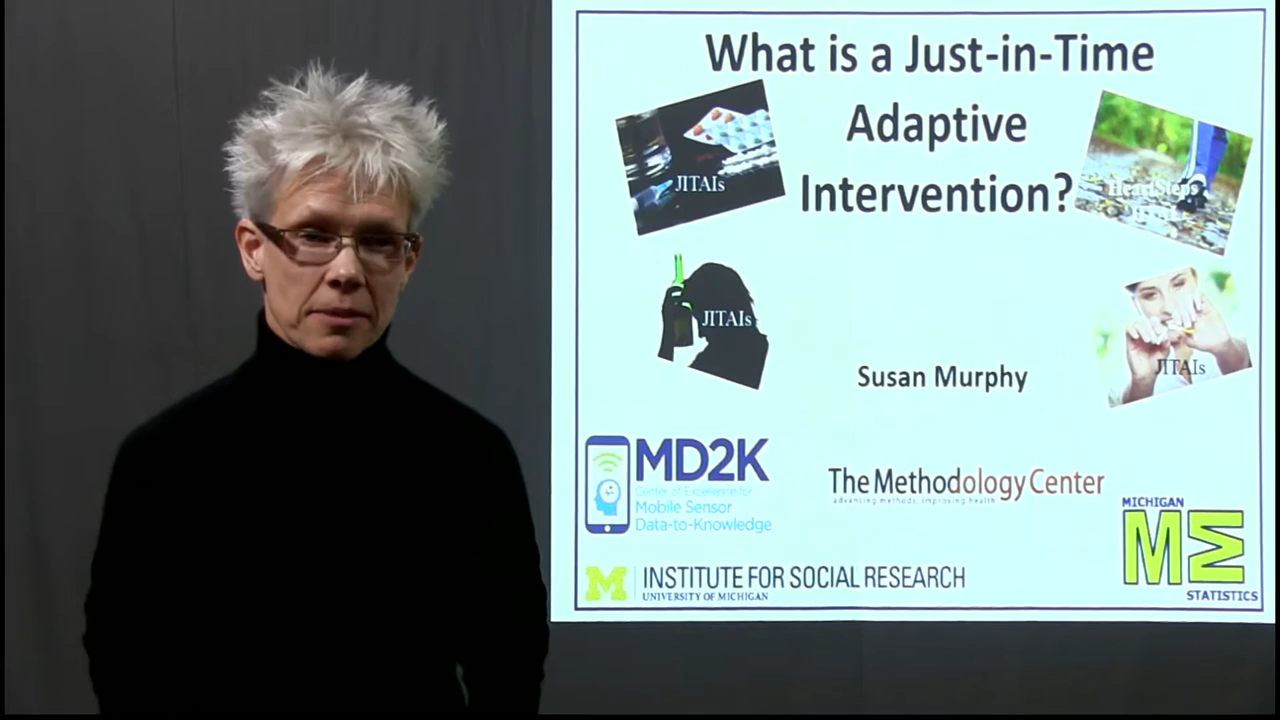 What is a Just-in-Time
Adaptive
Intervention?
JITAIs
HeartSteps
JITAIs
JITAIs
Susan Murphy
MD2K
Center of Excellence for
Mobile Sensor
Data-to-Knowledge
The Methodology Center
advancing methods, improving health
MICHIGAN
STATISTICS
M
INSTITUTE FOR SOCIAL RESEARCH
UNIVERSITY OF MICHIGAN